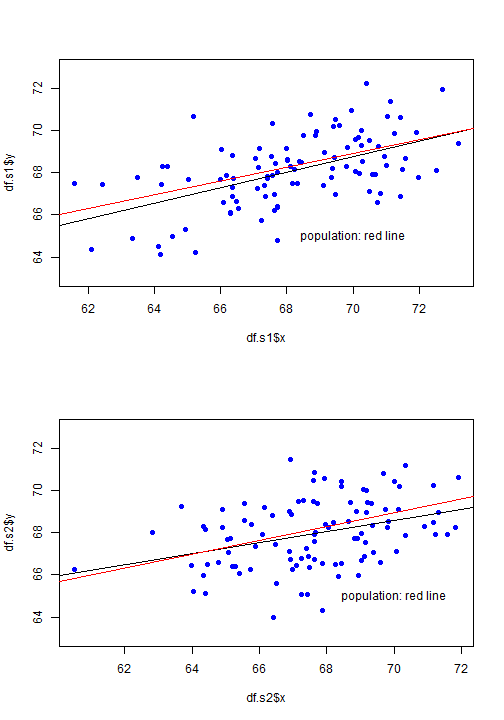 72
70
68
66
64
df.s1$y
population: red line
62 64 66 68 70 72
df.s1$x
72
70
68
66
64
df.s2$y
population: red line
62 64 66 68 70 72
df.s2$x